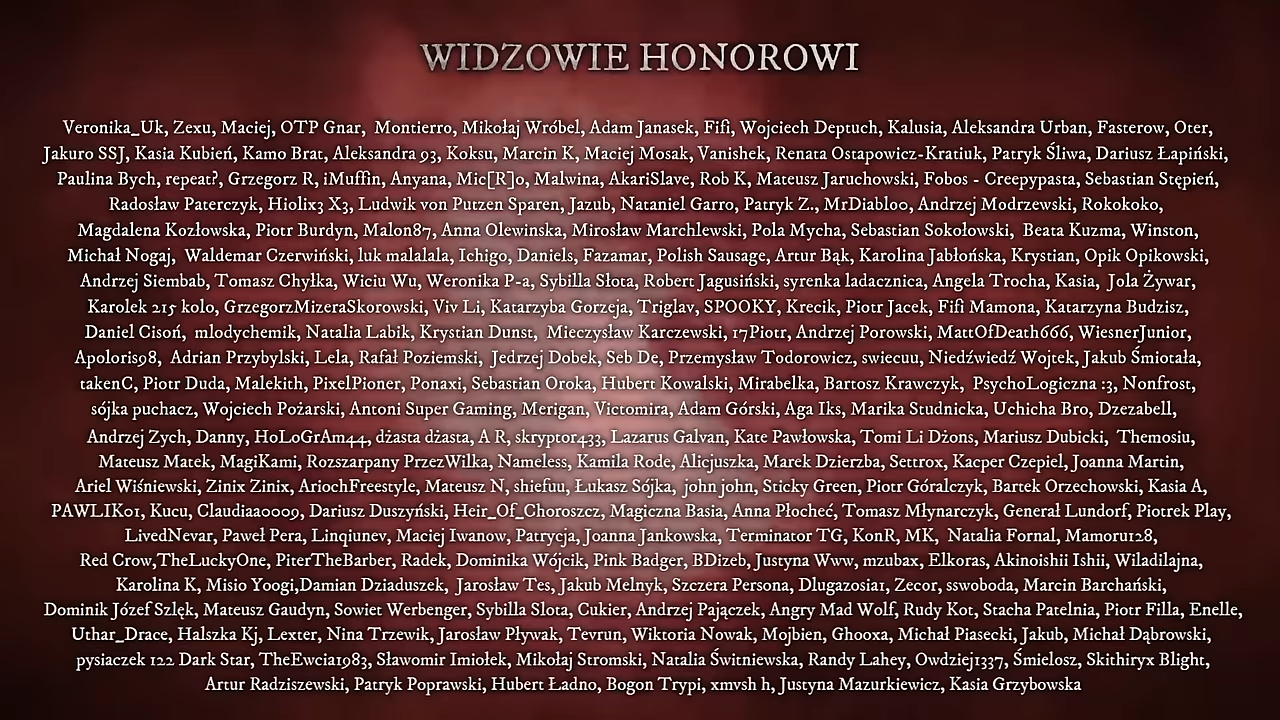 WIDZOWIE HONOROWI
Veronika_Uk, Zexu, Maciej, OTP Gnar, Montierro, Mikołaj Wróbel, Adam Janasek, Fifi, Wojciech Deptuch, Kalusia, Aleksandra Urban, Fasterow, Oter,
Jakuro SSJ, Kasia Kubień, Kamo Brat, Aleksandra 93, Koksu, Marcin K, Maciej Mosak, Vanishek, Renata Ostapowicz-Kratiuk, Patryk Śliwa, Dariusz Łapiński,
Paulina Bych, repeat?, Grzegorz R, iMuffin, Anyana, Mic[R]o, Malwina, AkariSlave, Rob K, Mateusz Jaruchowski, Fobos - Creepypasta, Sebastian Stępień,
Radosław Paterczyk, Hiolix3 X3, Ludwik von Putzen Sparen, Jazub, Nataniel Garro, Patryk Z., MrDiablo0, Andrzej Modrzewski, Rokokoko,
Magdalena Kozłowska, Piotr Burdyn, Malon87, Anna Olewinska, Mirosław Marchlewski, Pola Mycha, Sebastian Sokołowski, Beata Kuzma, Winston,
Michał Nogaj, Waldemar Czerwiński, luk malalala, Ichigo, Daniels, Fazamar, Polish Sausage, Artur Bąk, Karolina Jabłońska, Krystian, Opik Opikowski,
Andrzej Siembab, Tomasz Chyłka, Wiciu Wu, Weronika P-a, Sybilla Słota, Robert Jagusiński, syrenka ladacznica, Angela Trocha, Kasia, Jola Żywar,
Karolek 215 kolo, GrzegorzMizeraSkorowski, Viv Li, Katarzyba Gorzeja, Triglav, SPOOKY, Krecik, Piotr Jacek, Fifi Mamona, Katarzyna Budzisz,
Daniel Cisoń, mlodychemik, Natalia Labik, Krystian Dunst, Mieczysław Karczewski, 17Piotr, Andrzej Porowski, MattOfDeath666, WiesnerJunior,
Apoloris98, Adrian Przybylski, Lela, Rafał Poziemski, Jedrzej Dobek, Seb De, Przemysław Todorowicz, swiecuu, Niedźwiedź Wojtek, Jakub Śmiotała,
takenC, Piotr Duda, Malekith, PixelPioner, Ponaxi, Sebastian Oroka, Hubert Kowalski, Mirabelka, Bartosz Krawczyk, PsychoLogiczna :3, Nonfrost,
sójka puchacz, Wojciech Pożarski, Antoni Super Gaming, Merigan, Victomira, Adam Górski, Aga Iks, Marika Studnicka, Uchicha Bro, Dzezabell,
Andrzej Zych, Danny, HoLoGrAm44, dżasta dżasta, A R, skryptor433, Lazarus Galvan, Kate Pawłowska, Tomi Li Dżons, Mariusz Dubicki, Themosiu,
Mateusz Matek, MagiKami, Rozszarpany PrzezWilka, Nameless, Kamila Rode, Alicjuszka, Marek Dzierzba, Settrox, Kacper Czepiel, Joanna Martin,
Ariel Wiśniewski, Zinix Zinix, AriochFreestyle, Mateusz N, shiefuu, Łukasz Sójka, john john, Sticky Green, Piotr Góralczyk, Bartek Orzechowski, Kasia A,
PAWLIK01, Kucu, Claudiaa0009, Dariusz Duszyński, Heir_Of_Choroszcz, Magiczna Basia, Anna Płocheć, Tomasz Młynarczyk, Generał Lundorf, Piotrek Play,
LivedNevar, Paweł Pera, Linqiunev, Maciej Iwanow, Patrycja, Joanna Jankowska, Terminator TG, KonR, MK, Natalia Fornal, Mamoru128,
Red Crow,TheLuckyOne, PiterTheBarber, Radek, Dominika Wójcik, Pink Badger, BDizeb, Justyna Www, mzubax, Elkoras, Akinoishii Ishii, Wiladilajna,
Karolina K, Misio Yoogi,Damian Dziaduszek, Jarosław Tes, Jakub Melnyk, Szczera Persona, Dlugazosia1, Zecor, sswoboda, Marcin Barchański,
Dominik Józef Szlęk, Mateusz Gaudyn, Sowiet Werbenger, Sybilla Slota, Cukier, Andrzej Pajączek, Angry Mad Wolf, Rudy Kot, Stacha Patelnia, Piotr Filla, Enelle,
Uthar_Drace, Halszka Kj, Lexter, Nina Trzewik, Jarosław Pływak, Tevrun, Wiktoria Nowak, Mojbien, Ghooxa, Michał Piasecki, Jakub, Michał Dąbrowski,
pysiaczek 122 Dark Star, TheEwcia1983, Sławomir Imiołek, Mikołaj Stromski, Natalia Świtniewska, Randy Lahey, Owdziej1337, Śmielosz, Skithiryx Blight,
Artur Radziszewski, Patryk Poprawski, Hubert Ładno, Bogon Trypi, xmvsh h, Justyna Mazurkiewicz, Kasia Grzybowska